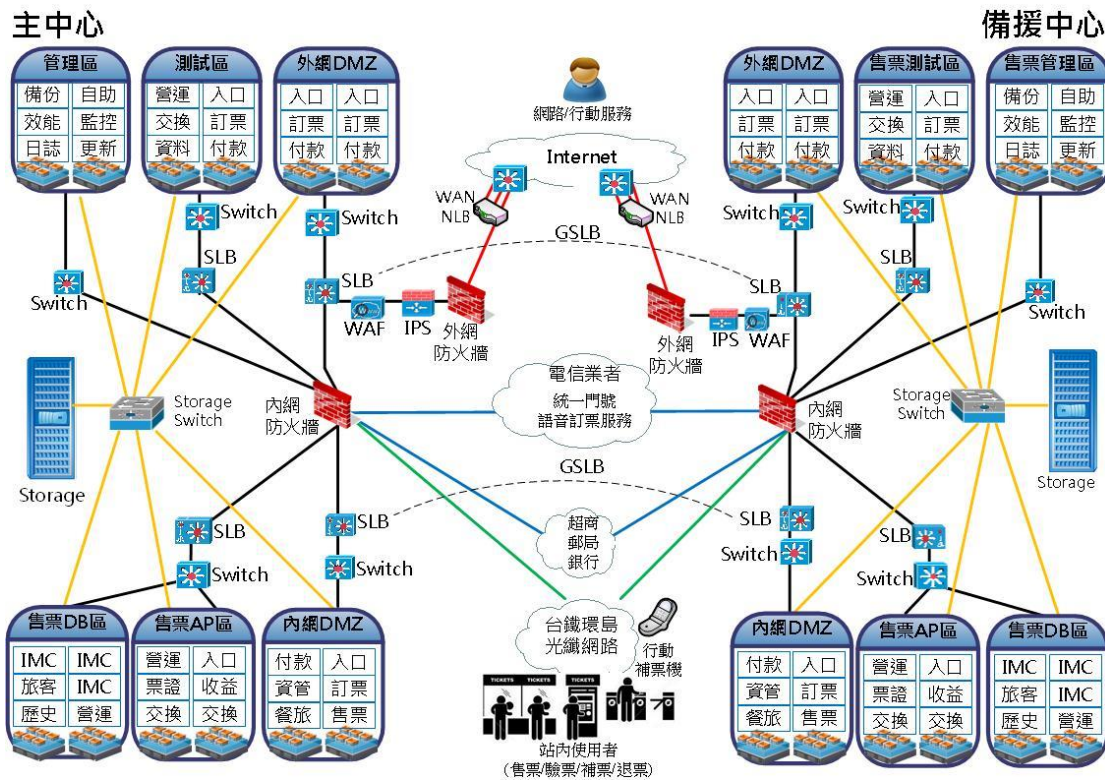 主中心
備援中心
管理區
備份 自助
效能 監控
日誌 更新
測試區
營運 入口
交換 訂票
資料 付款
外網DMZ
入口 入口
訂票 訂票
付款 付款
網路/行動服務
Internet
外網DMZ
入口 入口
訂票 訂票
付款 付款
售票測試區
營運 入口
交換 訂票
資料 付款
售票管理區
備份 自助
效能 監控
日誌 更新
WAN
NLB
WAN
NLB
Switch
Switch
Switch
Switch
GSLB
SLB
SLB
SLB
SLB
Switch
Switch
WAF
IPS
外網
防火牆
外網
防火牆
IPS
WAF
電信業者
統一門號
語音訂票服務
Storage
Switch
內網
防火牆
內網
防火牆
Storage
Switch
Storage
Storage
GSLB
SLB
SLB
SLB
SLB
Switch
Switch
Switch
Switch
超商
郵局
銀行
台鐵環島
光纖網路
行動
補票機
售票DB區
IMC IMC
旅客 IMC
歷史 營運
售票AP區
營運 入口
票證 收益
交換 交換
內網DMZ
付款 入口
資管 訂票
餐旅 售票
TICKETS TICKETS TICKETS
站內使用者
(售票/驗票/補票/退票)
內網DMZ
付款 入口
資管 訂票
餐旅 售票
售票AP區
營運 入口
票證 收益
交換 交換
售票DB區
IMC IMC
旅客 IMC
歷史 營運